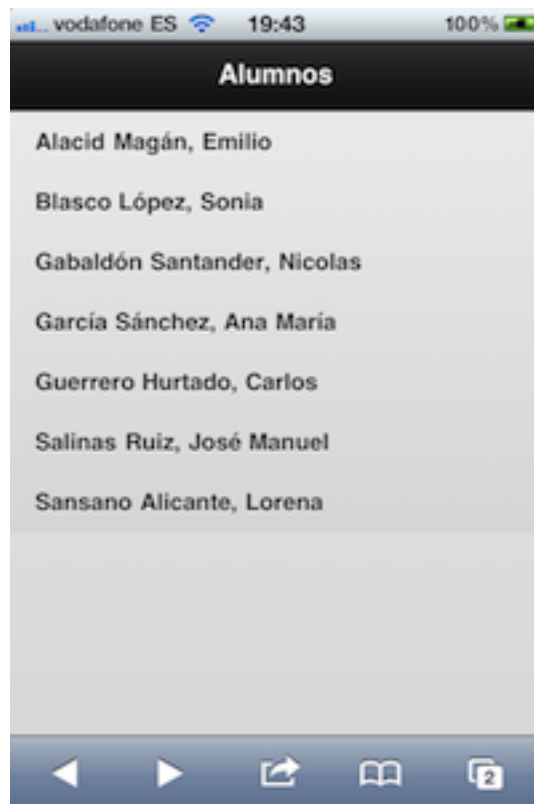 vodafone ES 19:43 100%
Alumnos
Alacid Magán, Emilio
Blasco López, Sonia
Gabaldón Santander, Nicolas
García Sánchez, Ana María
Guerrero Hurtado, Carlos
Salinas Ruiz, José Manuel
Sansano Alicante, Lorena
2